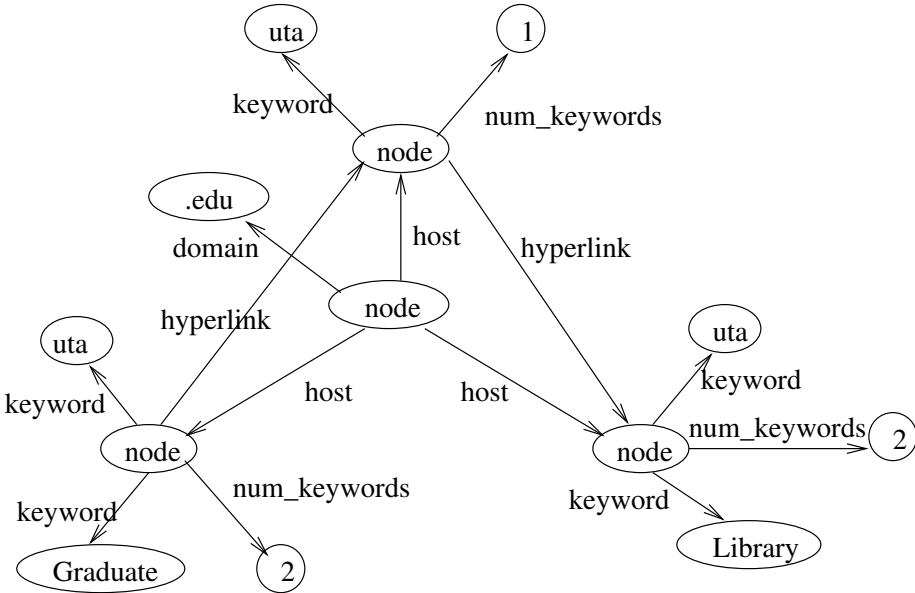 uta
1
keyword
num_keywords
node
.edu
host
domain
hyperlink
node
hyperlink
uta
uta
host
host
keyword
keyword
node
node
num_keywords
2
num_keywords
keyword
keyword
Graduate
2
Library